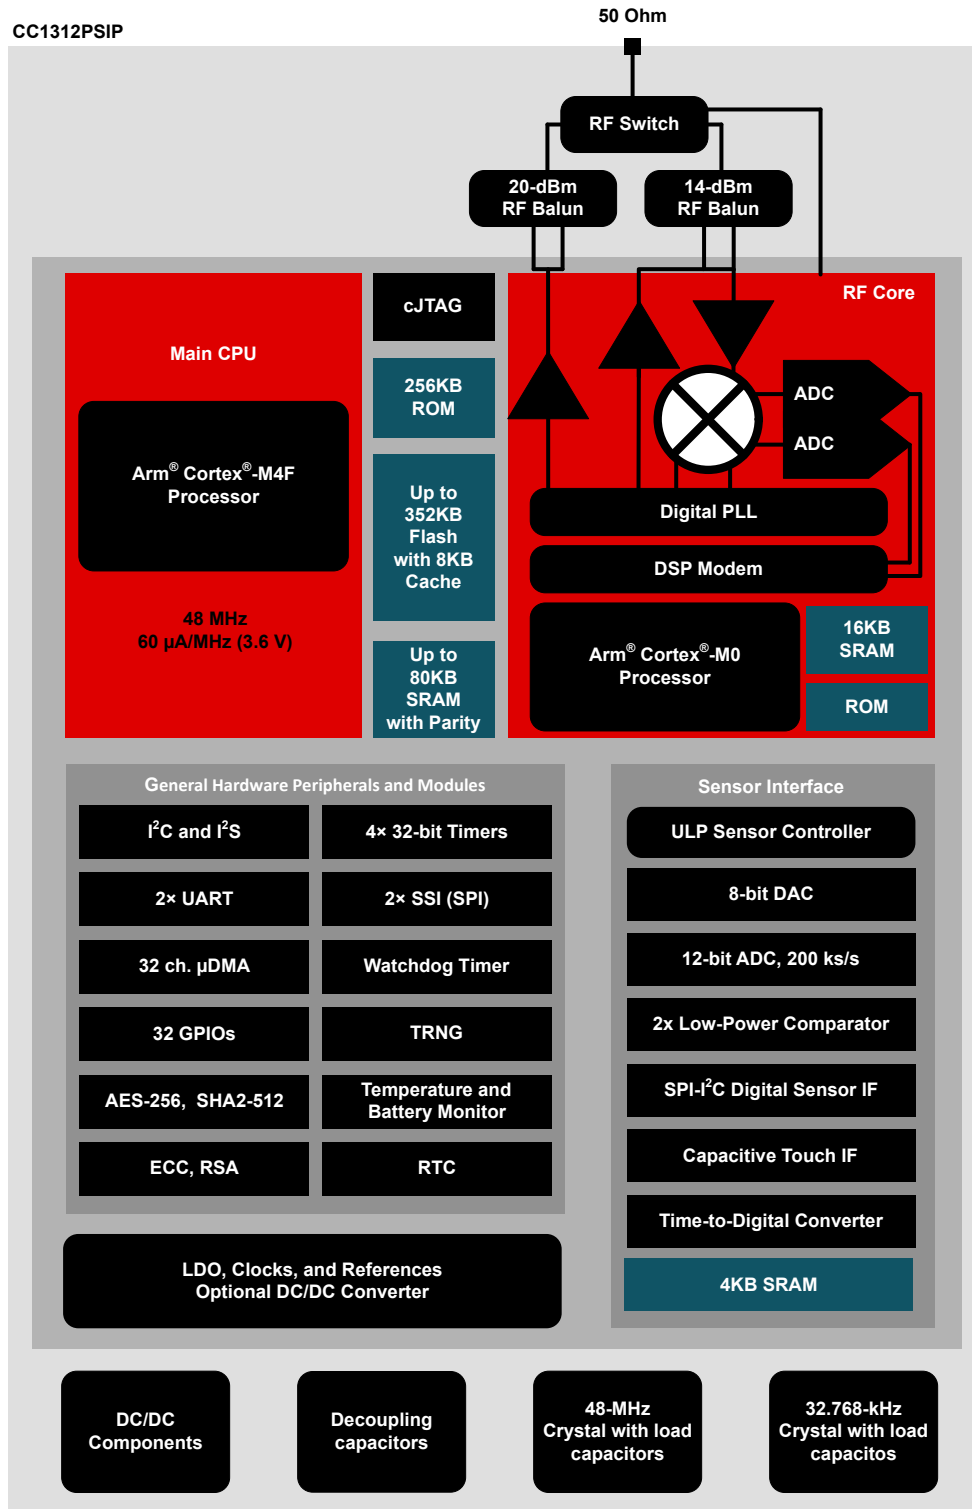 50 Ohm
CC1312PSIP
RF Switch
20-dBm
RF Balun
14-dBm
RF Balun
Main CPU
Arm® Cortex®-M4F
Processor
48 MHz
60 µA/MHz (3.6 V)
cJTAG
256KB
ROM
Up to
352KB
Flash
with 8KB
Cache
Up to
80KB
SRAM
with Parity
RF Core
ADC
ADC
Digital PLL
DSP Modem
Arm® Cortex®-M0
Processor
16KB
SRAM
ROM
General Hardware Peripherals and Modules
I²C and I²S
4× 32-bit Timers
2× UART
2× SSI (SPI)
32 ch. µDMA
Watchdog Timer
32 GPIOs
TRNG
AES-256, SHA2-512
Temperature and
Battery Monitor
ECC, RSA
RTC
LDO, Clocks, and References
Optional DC/DC Converter
Sensor Interface
ULP Sensor Controller
8-bit DAC
12-bit ADC, 200 ks/s
2x Low-Power Comparator
SPI-I²C Digital Sensor IF
Capacitive Touch IF
Time-to-Digital Converter
4KB SRAM
DC/DC
Components
Decoupling
capacitors
48-MHz
Crystal with load
capacitors
32.768-kHz
Crystal with load
capacitos